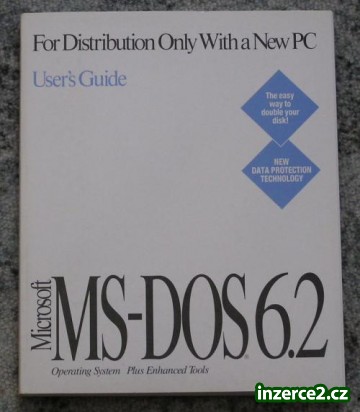 For Distribution Only With a New PC
User's Guide
The easy
way to
double your
disk!
NEW
DATA PROTECTION
TECHNOLOGY
Microsoft
MS-DOS® 6.2
Operating System Plus Enhanced Tools
inzerce2.cz